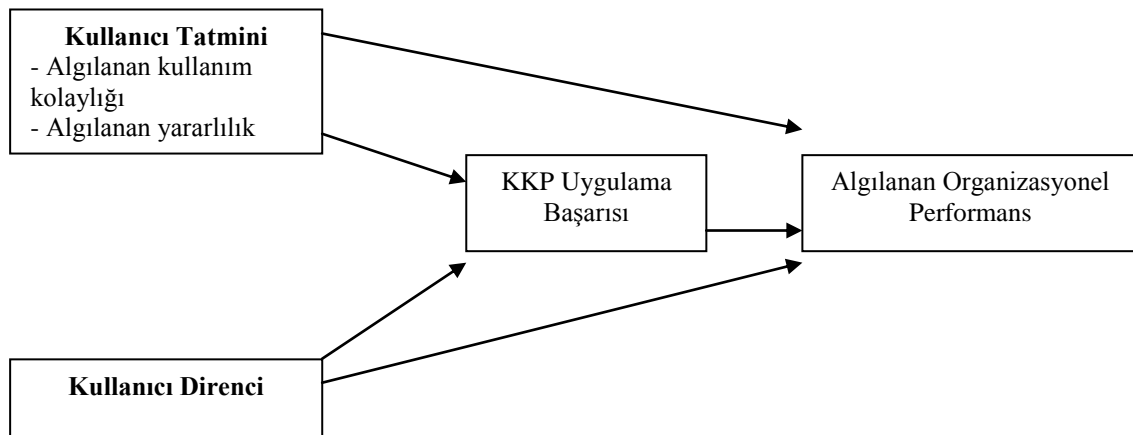 Kullanıcı Tatmini
- Algılanan kullanım
kolaylığı
- Algılanan yararlılık
KKP Uygulama
Başarısı
Algılanan Organizasyonel
Performans
Kullanıcı Direnci